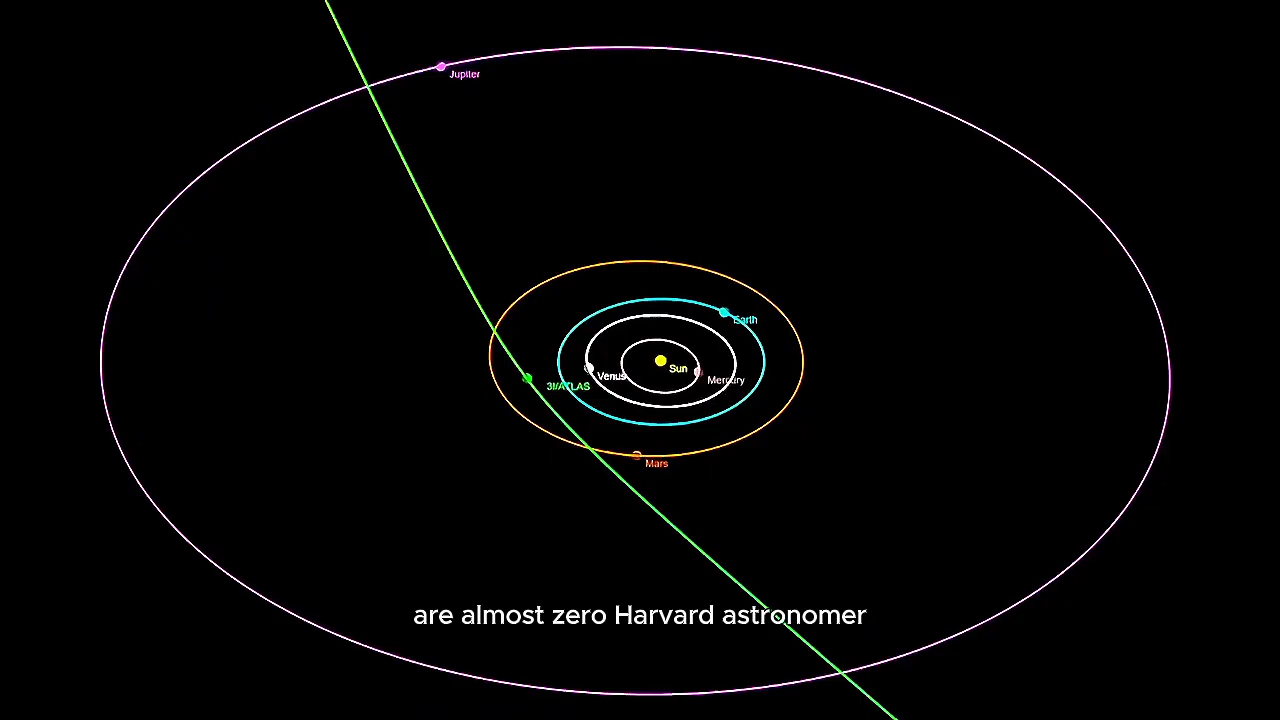 Jupiter
Earth
Sun
Venus
Mercury
3I/ATLAS
Mars
are almost zero Harvard astronomer